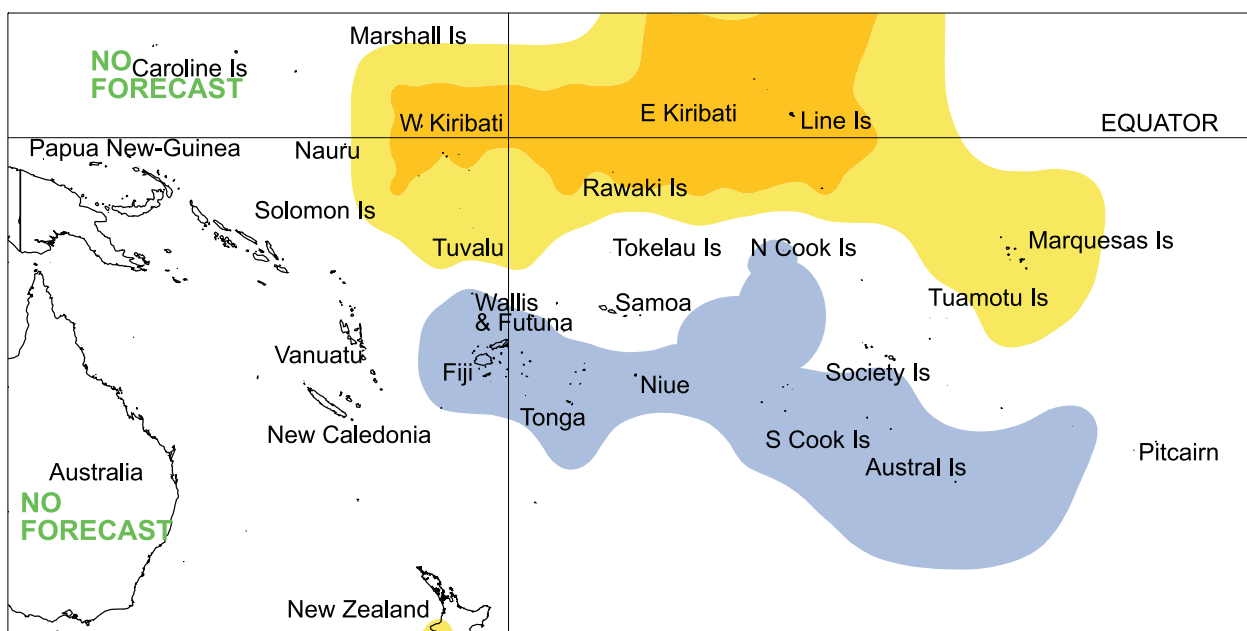 Marshall Is
NO
Caroline Is
FORECAST
W Kiribati
E Kiribati
Line Is
EQUATOR
Papua New-Guinea
Nauru
Rawaki Is
Solomon Is
Tuvalu
Tokelau Is
N Cook Is
Marquesas Is
Wallis
& Futuna
Samoa
Tuamotu Is
Vanuatu
Fiji
Niue
Society Is
Tonga
New Caledonia
S Cook Is
Australia
Austral Is
Pitcairn
NO
FORECAST
New Zealand